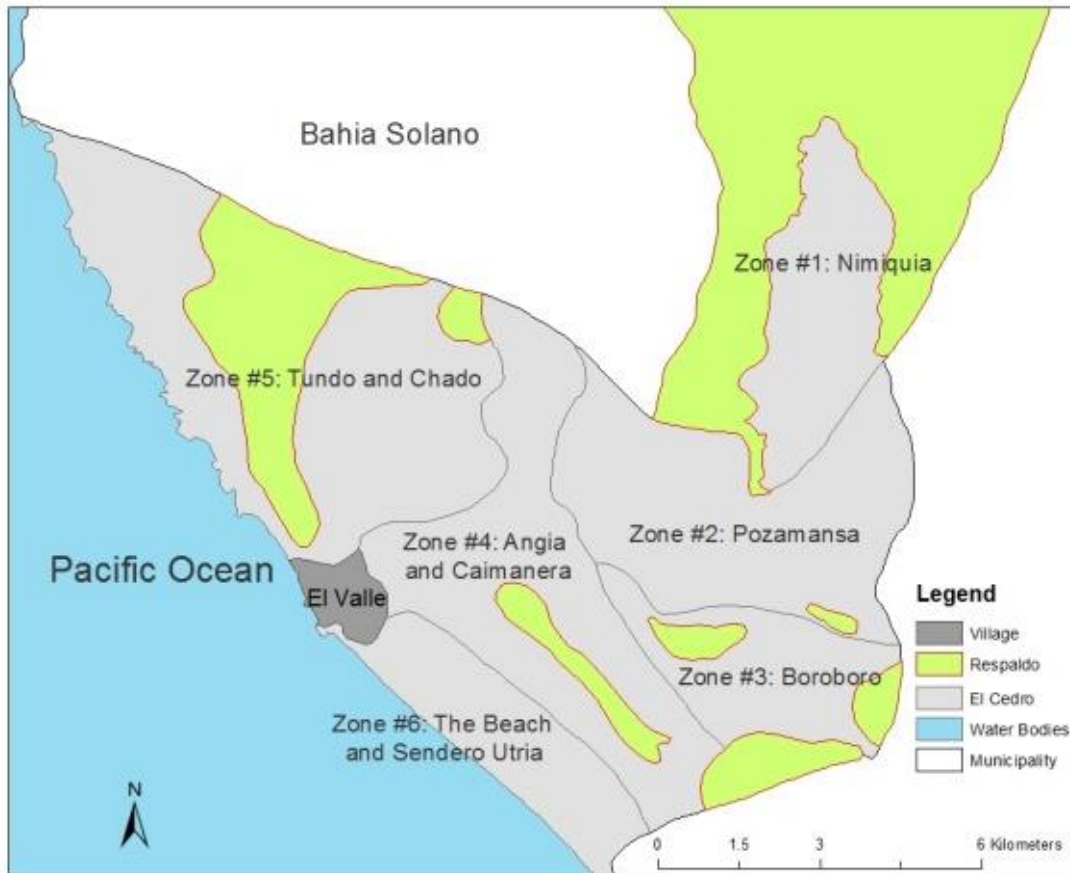 Bahia Solano
Zone #1: Nimiquia
Zone #5: Tundo and Chado
Zone #2: Pozamansa
Zone #4: Angia
and Caimanera
Pacific Ocean
El Valle
Zone #3: Boroboro
Zone #6: The Beach
and Sendero Utria
Legend
Village
Respaldo
El Cedro
Water Bodies
Municipality
N
0 1.5 3 6 Kilometers